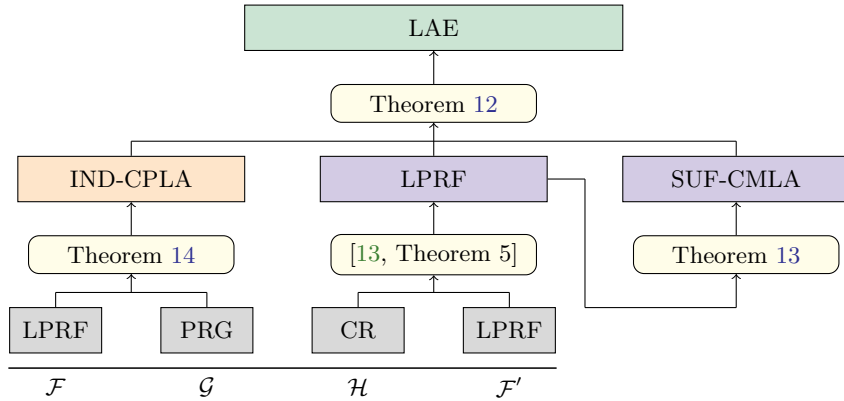 LAE
Theorem 12
IND-CPLA LPRF SUF-CMLA
Theorem 14 [13, Theorem 5] Theorem 13
LPRF PRG CR LPRF
ℱ 𝒢 ℋ ℱ′